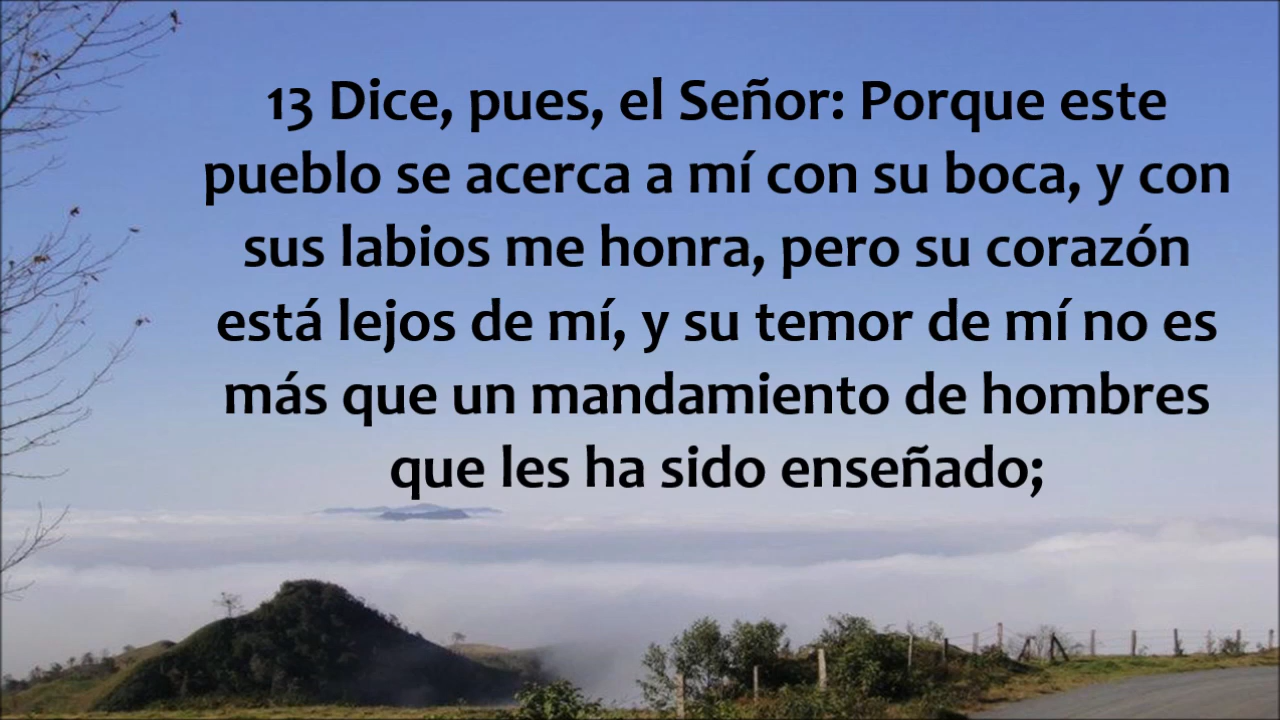 13 Dice, pues, el Señor: Porque este
pueblo se acerca a mí con su boca, y con
sus labios me honra, pero su corazón
está lejos de mí, y su temor de mí no es
más que un mandamiento de hombres
que les ha sido enseñado;